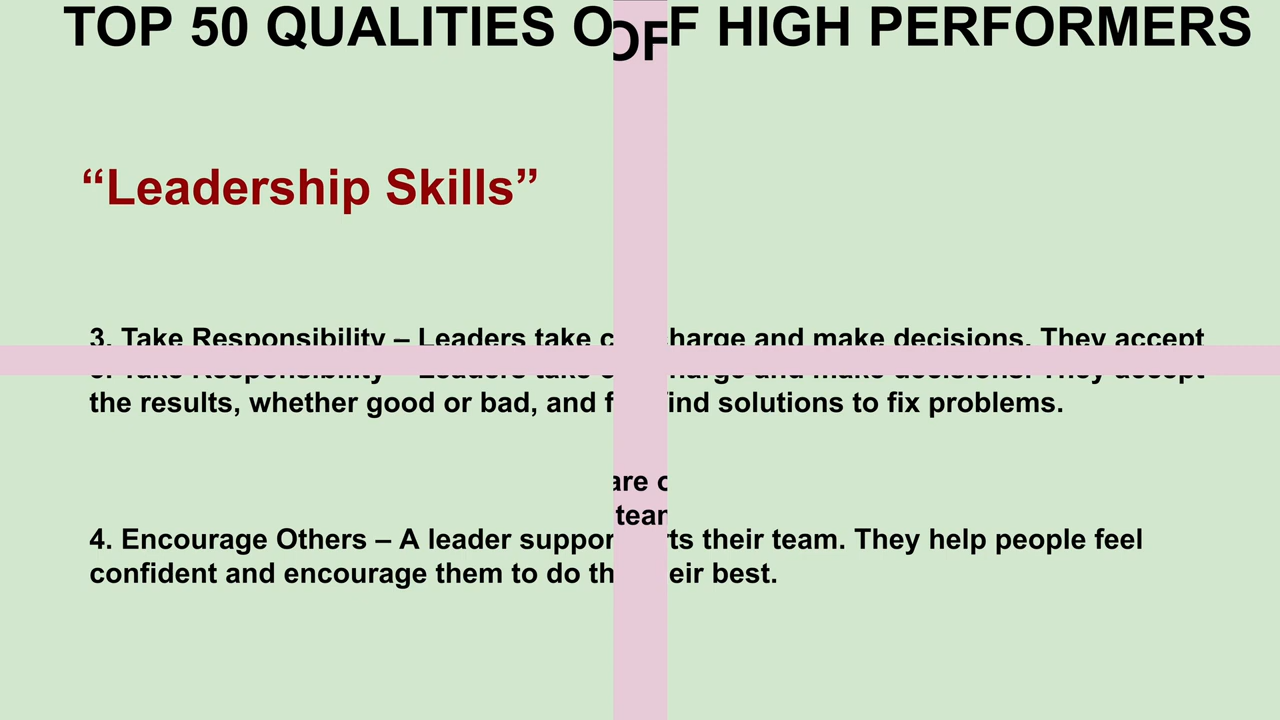 TOP 50 QUALITIES OF HIGH PERFORMERS
OF
“Leadership Skills”
3. Take Responsibility – Leaders take charge and make decisions. They accept
the results, whether good or bad, and find solutions to fix problems.
are
4. Encourage Others – A leader supports their team. They help people feel
confident and encourage them to do their best.